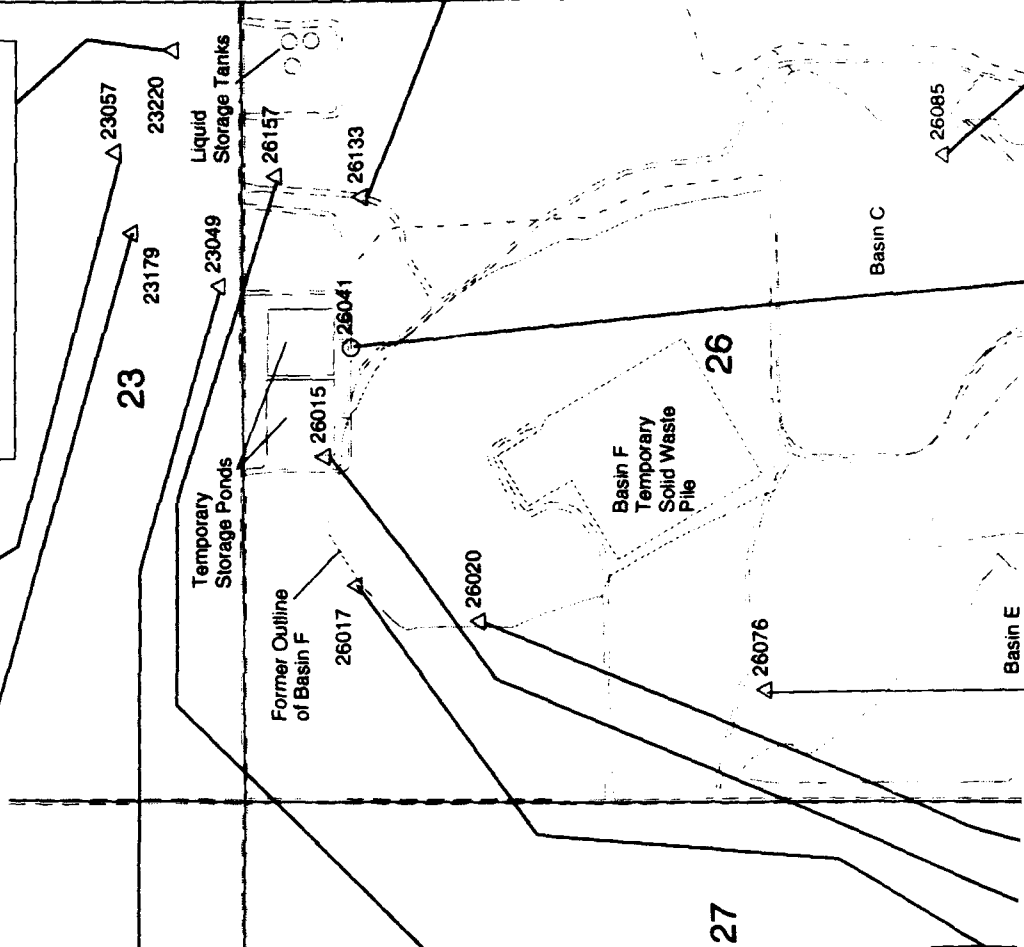 23057
23220
Liquid
Storage Tanks
26157
26133
26085
23179
23049
Basin C
26041
23
26
26015
Temporary
Storage Ponds
Basin F
Temporary
Solid Waste
Pile
Former Outline
of Basin F
26017
26020
26076
Basin E
27